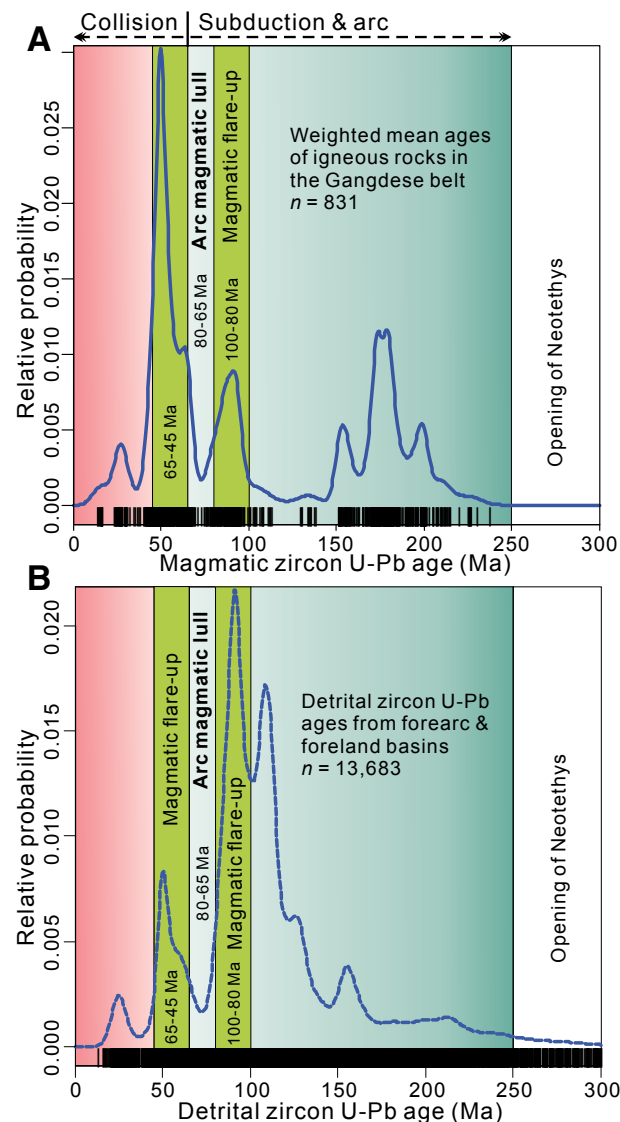 Collision Subduction & arc
A
Relative probability
0.000 0.005 0.010 0.015 0.020 0.025
65-45 Ma
Arc magmatic lull
80-65 Ma
Magmatic flare-up
100-80 Ma
Weighted mean ages
of igneous rocks in
the Gangdese belt
n = 831
Opening of Neotethys
0 50 100 150 200 250 300
Magmatic zircon U-Pb age (Ma)
B
Relative probability
0.000 0.005 0.010 0.015 0.020
Magmatic flare-up
65-45 Ma
Arc magmatic lull
80-65 Ma
100-80 Ma
Magmatic flare-up
Detrital zircon U-Pb
ages from forearc &
foreland basins
n = 13,683
Opening of Neotethys
0 50 100 150 200 250 300
Detrital zircon U-Pb age (Ma)